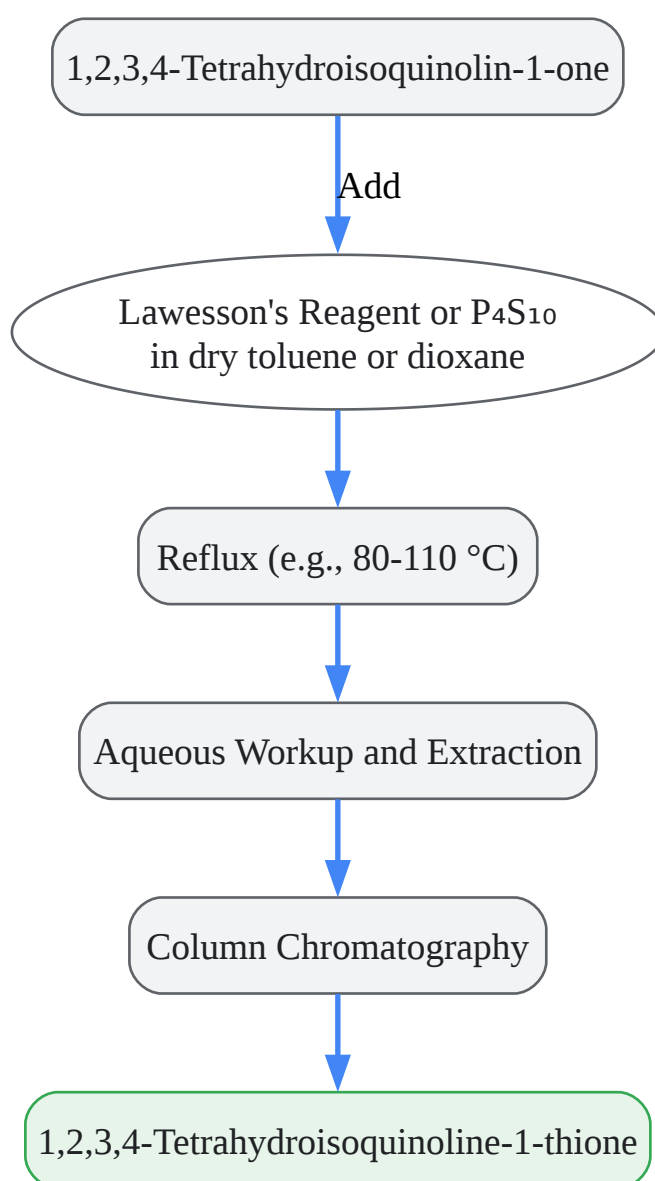 1,2,3,4-Tetrahydroisoquinolin-1-one
Add
Lawesson's Reagent or P₄S₁₀
in dry toluene or dioxane
Reflux (e.g., 80-110 °C)
Aqueous Workup and Extraction
Column Chromatography
1,2,3,4-Tetrahydroisoquinoline-1-thione